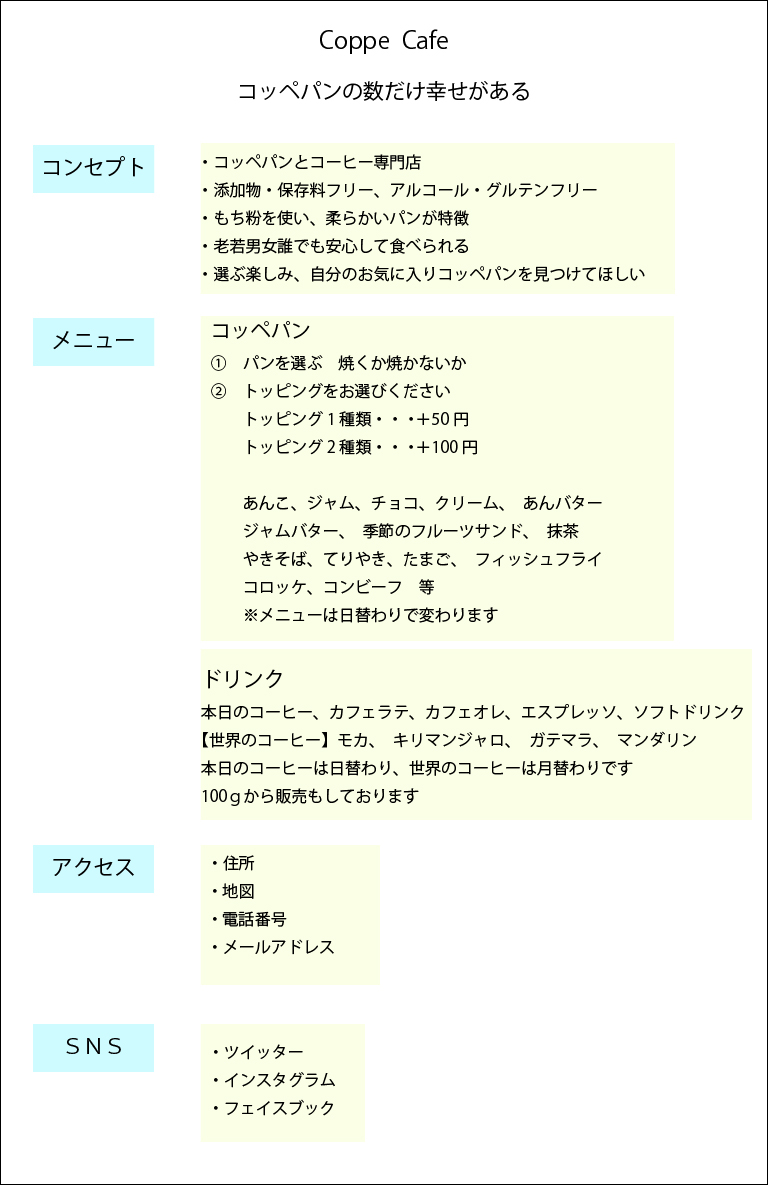 Coppe Cafe
コッペパンの数だけ幸せがある
コンセプト
・コッペパンとコーヒー専門店
・添加物・保存料フリー、アルコール・グルテンフリー
・もち粉を使い、柔らかいパンが特徴
・老若男女誰でも安心して食べられる
・選ぶ楽しみ、自分のお気に入りコッペパンを見つけてほしい
メニュー
コッペパン
① パンを選ぶ 焼くか焼かないか
② トッピングをお選びください
トッピング1種類・・・+50円
トッピング2種類・・・+100円
あんこ、ジャム、チョコ、クリーム、 あんバター
ジャムバター、 季節のフルーツサンド、 抹茶
やきそば、てりやき、たまご、 フィッシュフライ
コロッケ、コンビーフ 等
※メニューは日替わりで変わります
ドリンク
本日のコーヒー、カフェラテ、カフェオレ、エスプレッソ、ソフトドリンク
【世界のコーヒー】モカ、 キリマンジャロ、 ガテマラ、 マンダリン
本日のコーヒーは日替わり、世界のコーヒーは月替わりです
100gから販売もしております
アクセス
・住所
・地図
・電話番号
・メールアドレス
SNS
・ツイッター
・インスタグラム
・フェイスブック